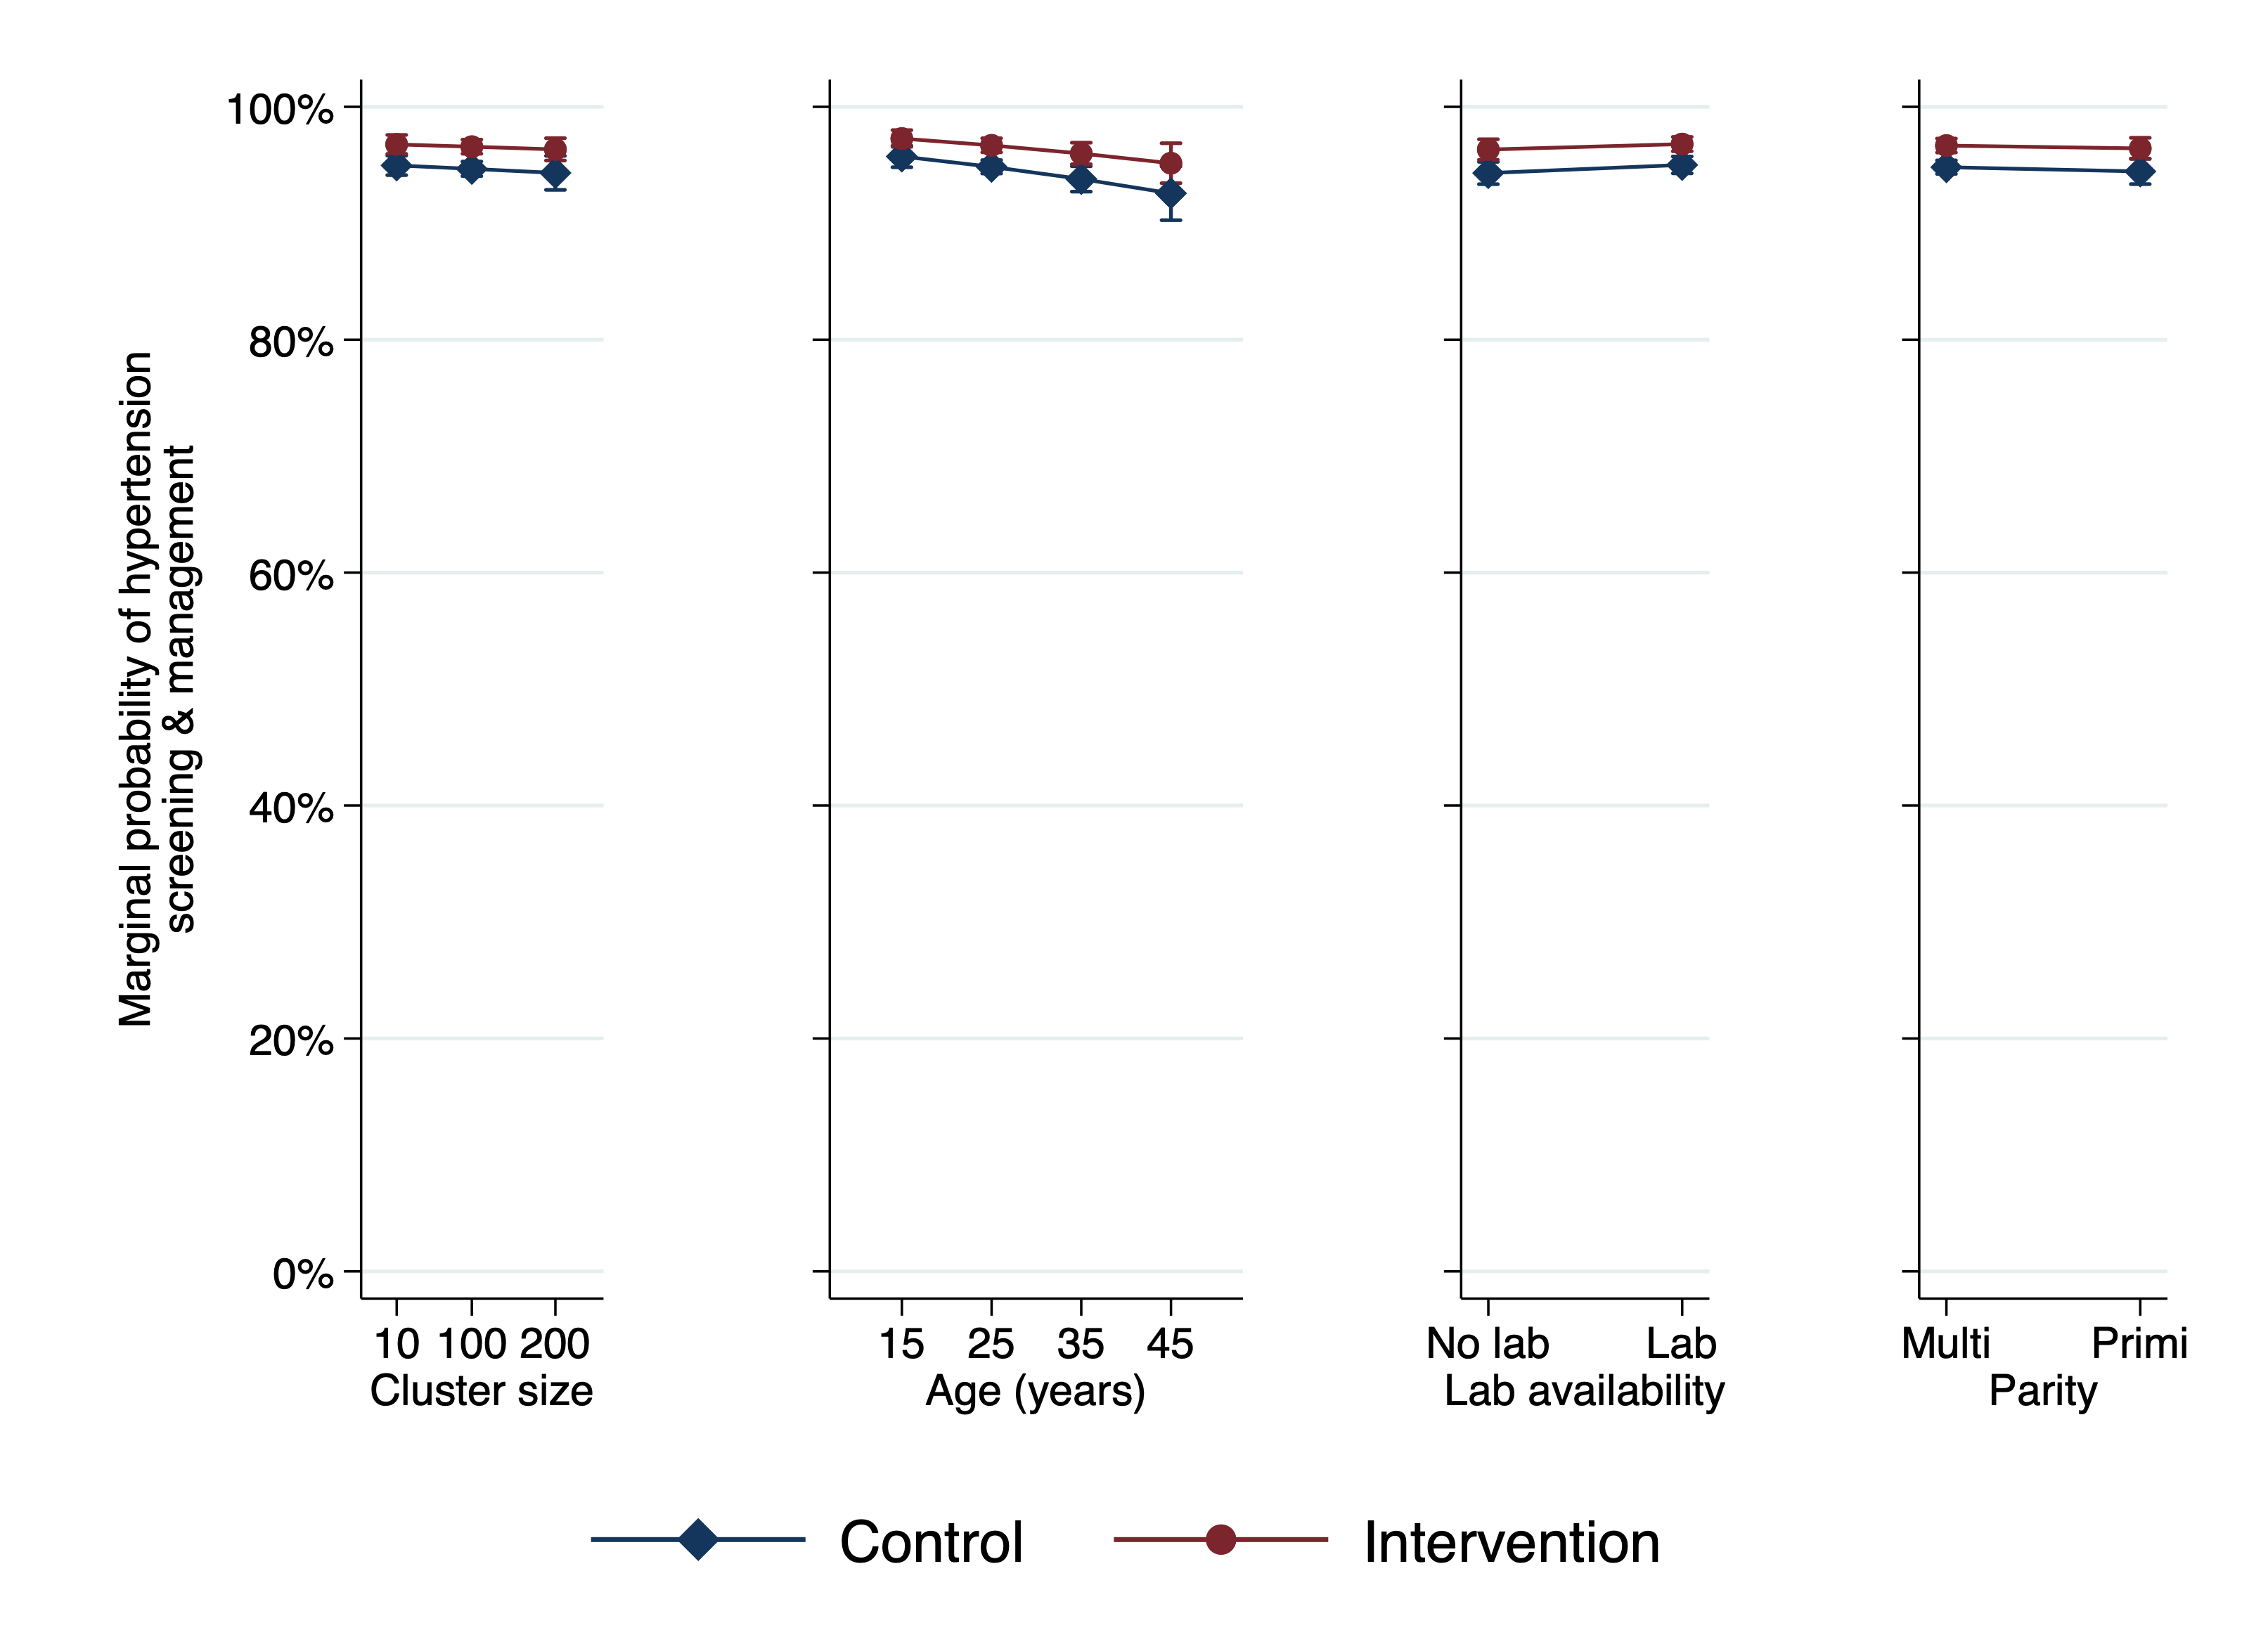 Marginal probability of hypertension
screening & management
100%
80%
60%
40%
20%
0%
10 100 200
Cluster size
15 25 35 45
Age (years)
No lab Lab
Lab availability
Multi Primi
Parity
Control Intervention